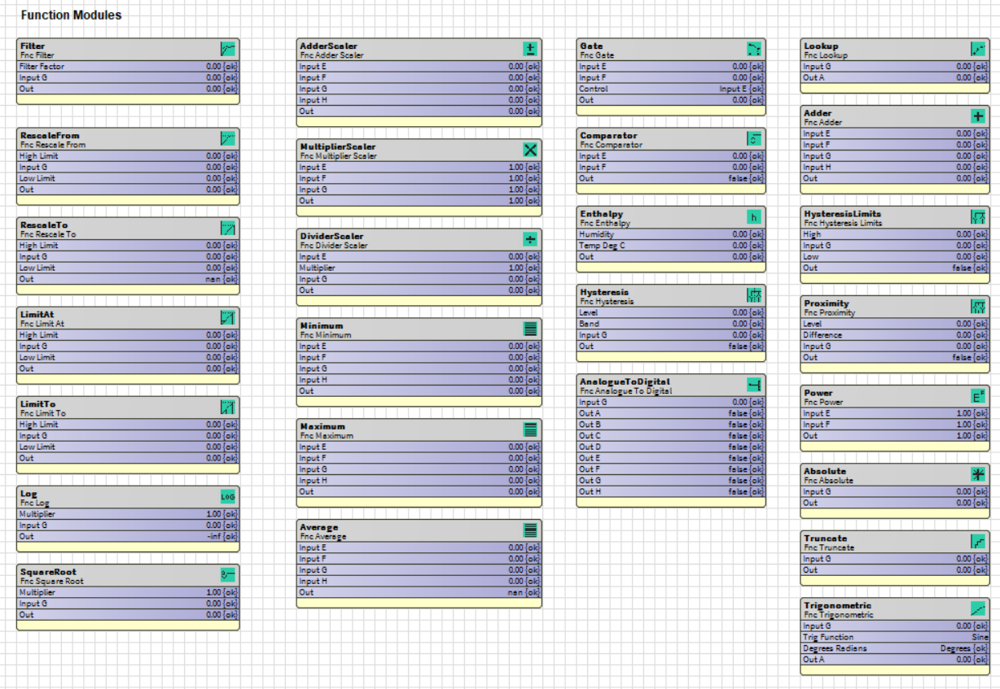 Function Modules
Filter
Fnc Filter
Filter Factor 0.00 {ok}
Input G 0.00 {ok}
Out 0.00 {ok}
RescaleFrom
Fnc Rescale From
High Limit 0.00 {ok}
Input G 0.00 {ok}
Low Limit 0.00 {ok}
Out 0.00 {ok}
RescaleTo
Fnc Rescale To
High Limit 0.00 {ok}
Input G 0.00 {ok}
Low Limit 0.00 {ok}
Out nan {ok}
LimitAt
Fnc Limit At
High Limit 0.00 {ok}
Input G 0.00 {ok}
Low Limit 0.00 {ok}
Out 0.00 {ok}
LimitTo
Fnc Limit To
High Limit 0.00 {ok}
Input G 0.00 {ok}
Low Limit 0.00 {ok}
Out 0.00 {ok}
Log
LOG
Fnc Log
Multiplier 1.00 {ok}
Input G 0.00 {ok}
Out -inf {ok}
SquareRoot
Fnc Square Root
Multiplier 1.00 {ok}
Input G 0.00 {ok}
Out 0.00 {ok}
AdderScaler
±
Fnc Adder Scaler
Input E 0.00 {ok}
Input F 0.00 {ok}
Input G 0.00 {ok}
Input H 0.00 {ok}
Out 0.00 {ok}
MultiplierScaler
Fnc Multiplier Scaler
Input E 1.00 {ok}
Input F 1.00 {ok}
Input G 1.00 {ok}
Out 1.00 {ok}
DividerScaler
÷
Fnc Divider Scaler
Input E 0.00 {ok}
Multiplier 1.00 {ok}
Input G 0.00 {ok}
Out 0.00 {ok}
Minimum
Fnc Minimum
Input E 0.00 {ok}
Input F 0.00 {ok}
Input G 0.00 {ok}
Input H 0.00 {ok}
Out 0.00 {ok}
Maximum
Fnc Maximum
Input E 0.00 {ok}
Input F 0.00 {ok}
Input G 0.00 {ok}
Input H 0.00 {ok}
Out 0.00 {ok}
Average
Fnc Average
Input E 0.00 {ok}
Input F 0.00 {ok}
Input G 0.00 {ok}
Input H 0.00 {ok}
Out nan {ok}
Gate
Fnc Gate
Input E 0.00 {ok}
Input F 0.00 {ok}
Control Input E {ok}
Out 0.00 {ok}
Comparator
Fnc Comparator
Input E 0.00 {ok}
Input F 0.00 {ok}
Out false {ok}
Enthalpy
h
Fnc Enthalpy
Humidity 0.00 {ok}
Temp Deg C 0.00 {ok}
Out 0.00 {ok}
Hysteresis
Fnc Hysteresis
Level 0.00 {ok}
Band 0.00 {ok}
Input G 0.00 {ok}
Out false {ok}
AnalogueToDigital
Fnc Analogue To Digital
Input G 0.00 {ok}
Out A false {ok}
Out B false {ok}
Out C false {ok}
Out D false {ok}
Out E false {ok}
Out F false {ok}
Out G false {ok}
Out H false {ok}
Lookup
Fnc Lookup
Input G 0.00 {ok}
Out A 0.00 {ok}
Adder
+
Fnc Adder
Input E 0.00 {ok}
Input F 0.00 {ok}
Input G 0.00 {ok}
Input H 0.00 {ok}
Out 0.00 {ok}
HysteresisLimits
Fnc Hysteresis Limits
High 0.00 {ok}
Input G 0.00 {ok}
Low 0.00 {ok}
Out false {ok}
Proximity
Fnc Proximity
Level 0.00 {ok}
Difference 0.00 {ok}
Input G 0.00 {ok}
Out false {ok}
Power
E^F
Fnc Power
Input E 1.00 {ok}
Input F 1.00 {ok}
Out 1.00 {ok}
Absolute
Fnc Absolute
Input G 0.00 {ok}
Out 0.00 {ok}
Truncate
Fnc Truncate
Input G 0.00 {ok}
Out 0.00 {ok}
Trigonometric
Fnc Trigonometric
Input G 0.00 {ok}
Trig Function Sine
Degrees Radians Degrees {ok}
Out A 0.00 {ok}